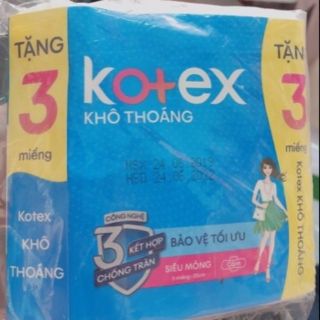 TẶNG
3
miếng
Kotex
KHÔ
THOÁNG
kotex
KHÔ THOÁNG
CÔNG NGHỆ
3
KẾT HỢP
CHỐNG TRÀN
BẢO VỆ TỐI ƯU
SIÊU MỎNG
TẶNG
3
miếng
Kotex
KHÔ
THOÁNG